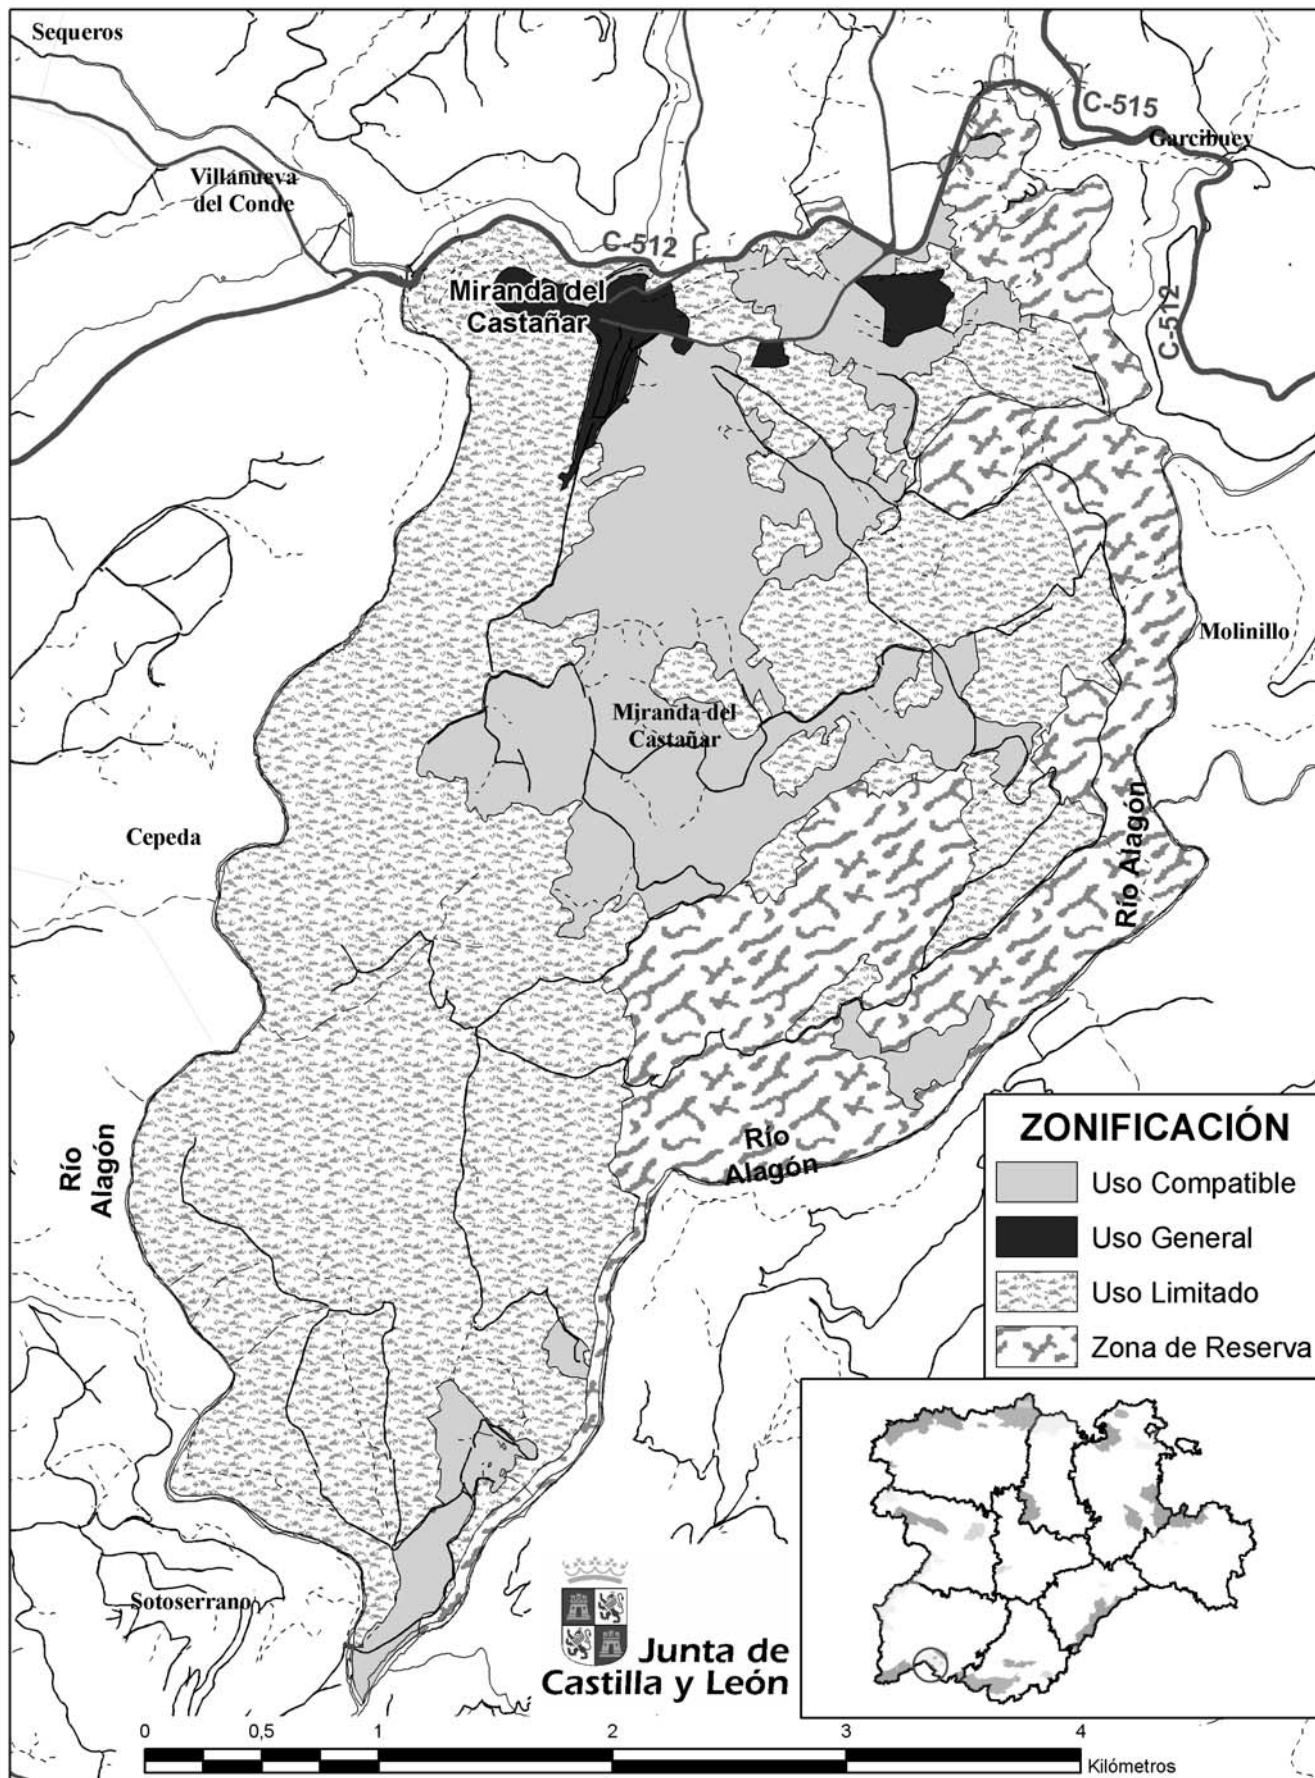 Sequeros
C-515
Garcibuey
Villanueva
del Conde
C-512
Miranda del
Castañar
C-512
Molinillo
Miranda del
Castañar
Cepeda
Río Alagón
Río
Alagón
Río
Alagón
ZONIFICACIÓN
Uso Compatible
Uso General
Uso Limitado
Zona de Reserva
Sotoserrano
Junta de
Castilla y León
0 0,5 1 2 3 4
Kilómetros